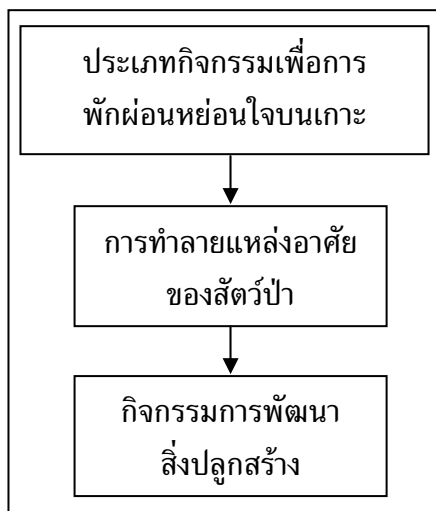 ประเภทกิจกรรมเพื่อการ
พักผ่อนหย่อนใจบนเกาะ
การทำลายแหล่งอาศัย
ของสัตว์ป่า
กิจกรรมการพัฒนา
สิ่งปลูกสร้าง